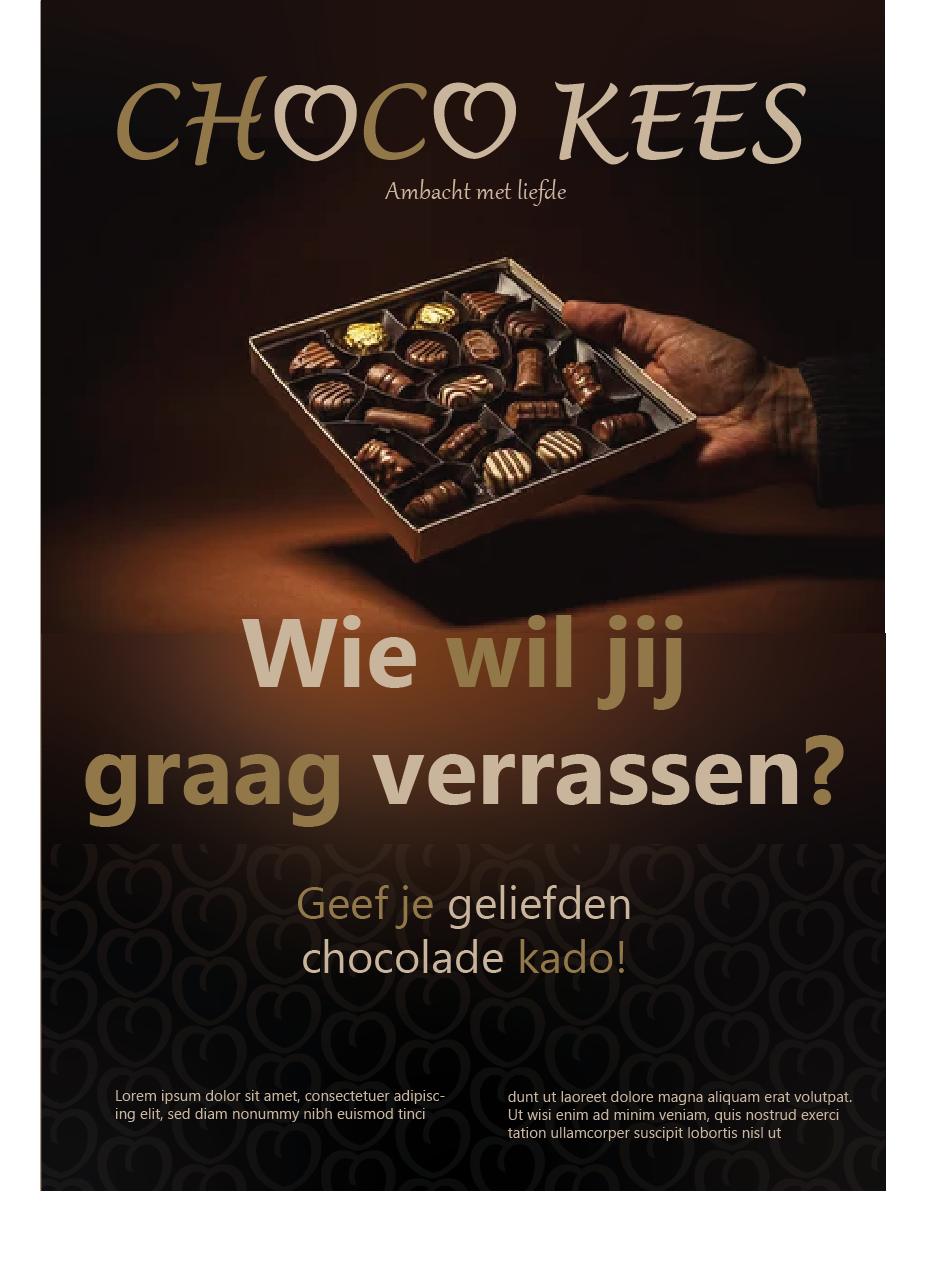 CHOCO KEES
Ambacht met liefde
Wie wil jij
graag verrassen?
Geef je geliefden
chocolade kado!
Lorem ipsum dolor sit amet, consectetuer adipisc-
ing elit, sed diam nonummy nibh euismod tinci
dunt ut laoreet dolore magna aliquam erat volutpat.
Ut wisi enim ad minim veniam, quis nostrud exerci
tation ullamcorper suscipit lobortis nisl ut